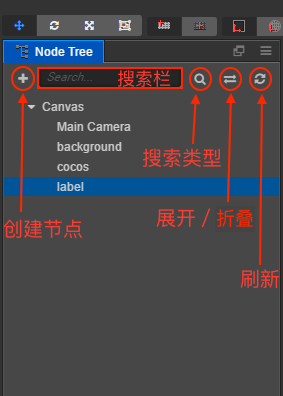 Node Tree
Search...
搜索栏
Canvas
Main Camera
background
cocos
label
搜索类型
创建节点
展开 / 折叠
刷新